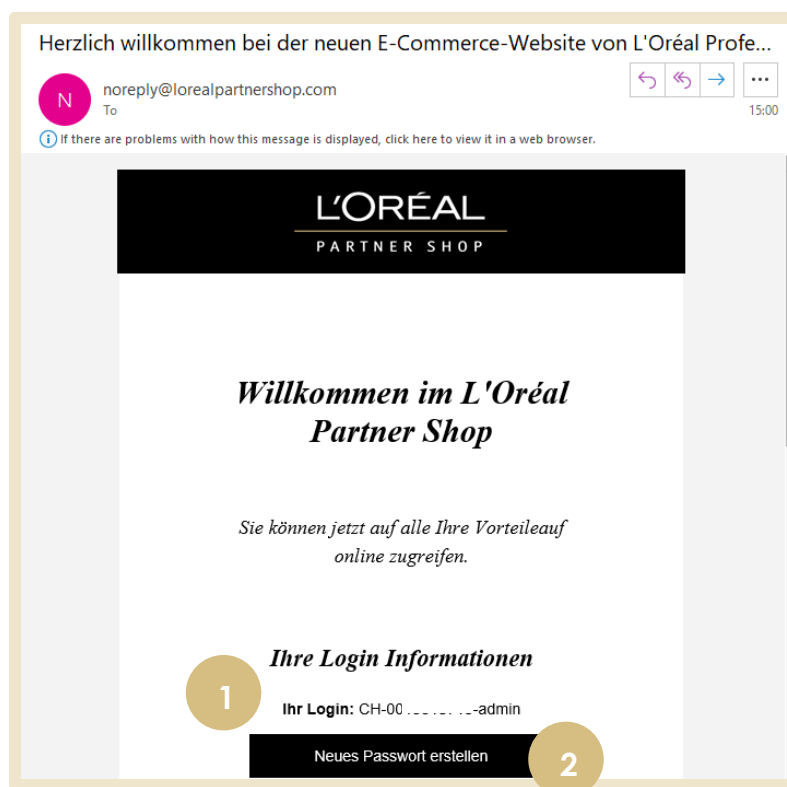 Herzlich willkommen bei der neuen E-Commerce-Website von L'Oréal Profe...
N
noreply@lorealpartnershop.com
To
15:00
If there are problems with how this message is displayed, click here to view it in a web browser.
L'ORÉAL
PARTNER SHOP
Willkommen im L'Oréal
Partner Shop
Sie können jetzt auf alle Ihre Vorteileauf
online zugreifen.
Ihre Login Informationen
1
Ihr Login: CH-00 -admin
Neues Passwort erstellen
2